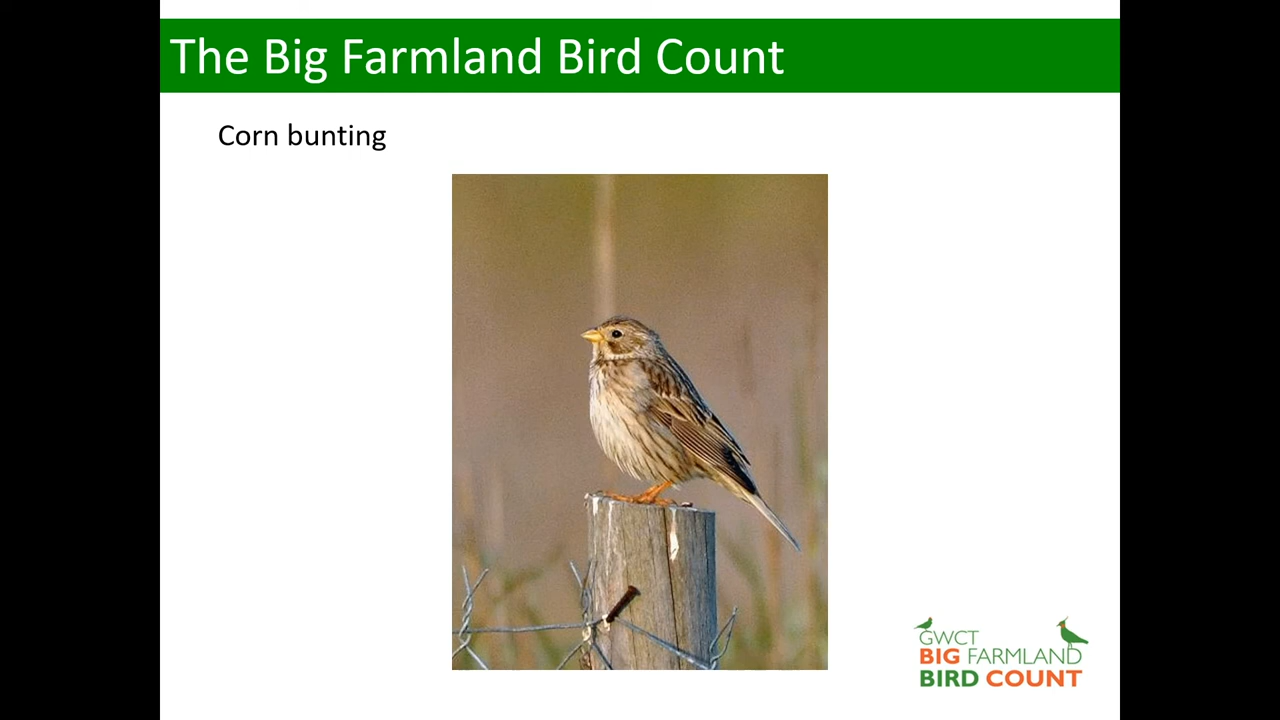 The Big Farmland Bird Count
Corn bunting
GWCT
BIG FARMLAND
BIRD COUNT